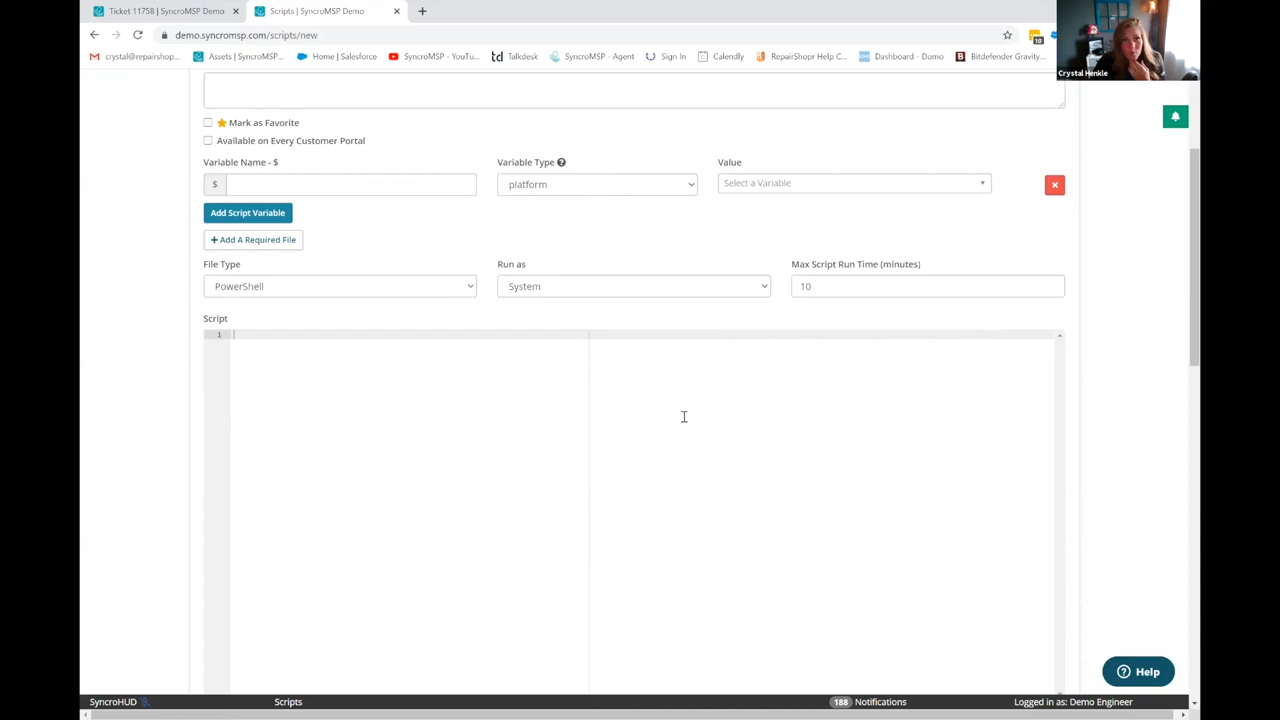 Ticket 11758 | SyncroMSP Demo
Scripts | SyncroMSP Demo
demo.syncromsp.com/scripts/new
10
crystal@repairshop...
Assets | SyncroMSP...
Home | Salesforce
SyncroMSP - YouTu...
td Talkdesk
SyncroMSP - Agent
Sign In
Calendly
RepairShopr Help C...
Dashboard - Domo
Bitdefender Gravity...
Crystal Henkle
Mark as Favorite
Available on Every Customer Portal
Variable Name - $
Variable Type
Value
$
platform
Select a Variable
Add Script Variable
+ Add A Required File
File Type
Run as
Max Script Run Time (minutes)
PowerShell
System
10
Script
1
Help
SyncroHUD
Scripts
188 Notifications
Logged in as: Demo Engineer